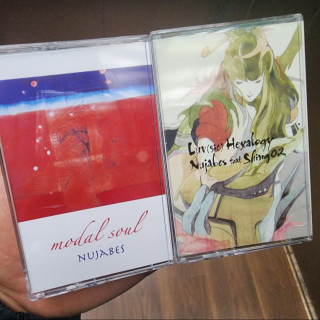 modal soul
NUJABES
Luv(sic) Hexalogy
Nujabes feat. Shing02